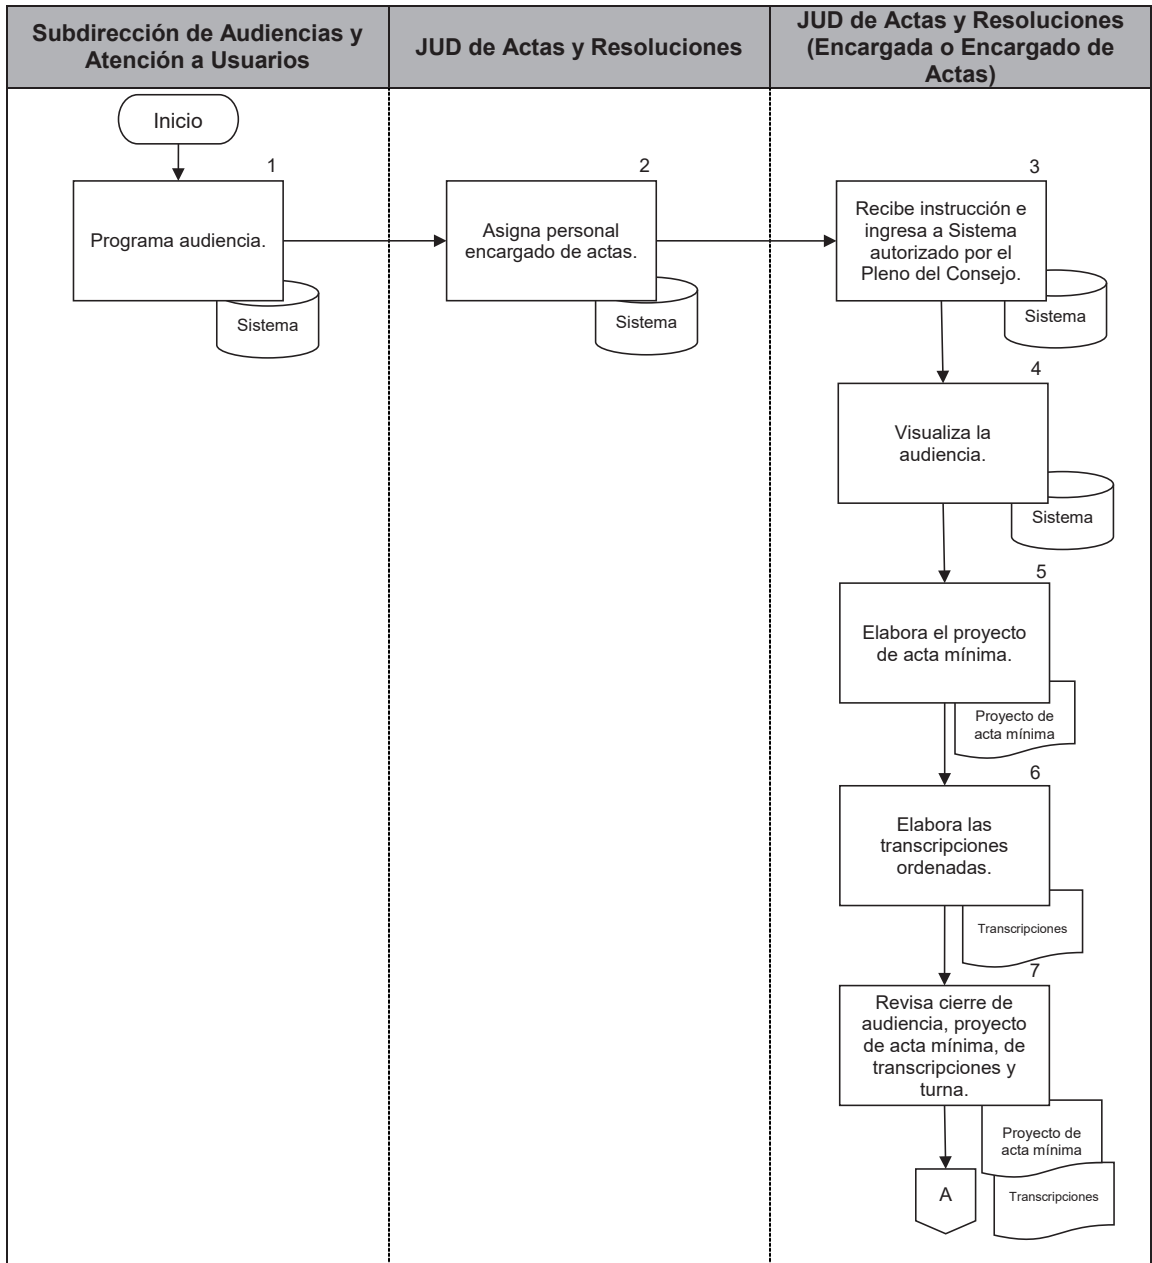 Subdirección de Audiencias y
Atención a Usuarios
JUD de Actas y Resoluciones
JUD de Actas y Resoluciones
(Encargada o Encargado de
Actas)
Inicio
1
Programa audiencia.
Sistema
2
Asigna personal
encargado de actas.
Sistema
3
Recibe instrucción e
ingresa a Sistema
autorizado por el
Pleno del Consejo.
Sistema
4
Visualiza la
audiencia.
Sistema
5
Elabora el proyecto
de acta mínima.
Proyecto de
acta mínima
6
Elabora las
transcripciones
ordenadas.
Transcripciones
7
Revisa cierre de
audiencia, proyecto
de acta mínima, de
transcripciones y
turna.
Proyecto de
acta mínima
Transcripciones
A